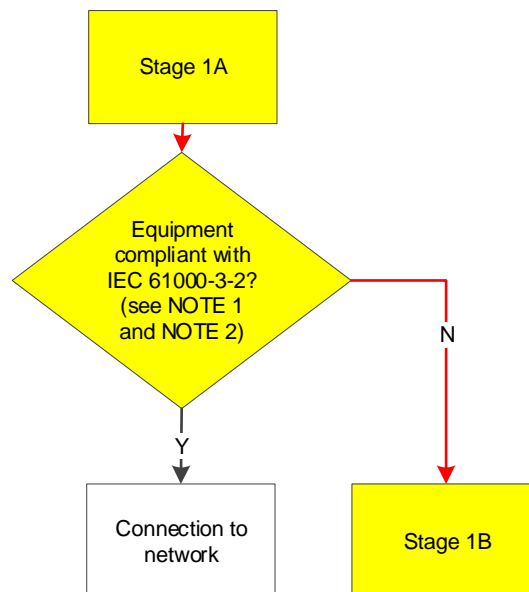 Stage 1A
Equipment
compliant with
IEC 61000-3-2?
(see NOTE 1
and NOTE 2)
N
Y
Connection to
network
Stage 1B